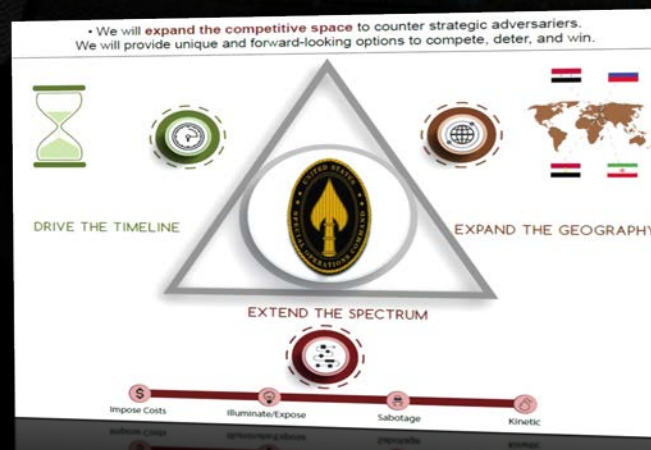 • We will expand the competitive space to counter strategic adversariers.
We will provide unique and forward-looking options to compete, deter, and win.
UNITED STATES
SPECIAL OPERATIONS COMMAND
DRIVE THE TIMELINE
EXPAND THE GEOGRAPHY
EXTEND THE SPECTRUM
$
Impose Costs
Illuminate/Expose
Sabotage
Kinetic